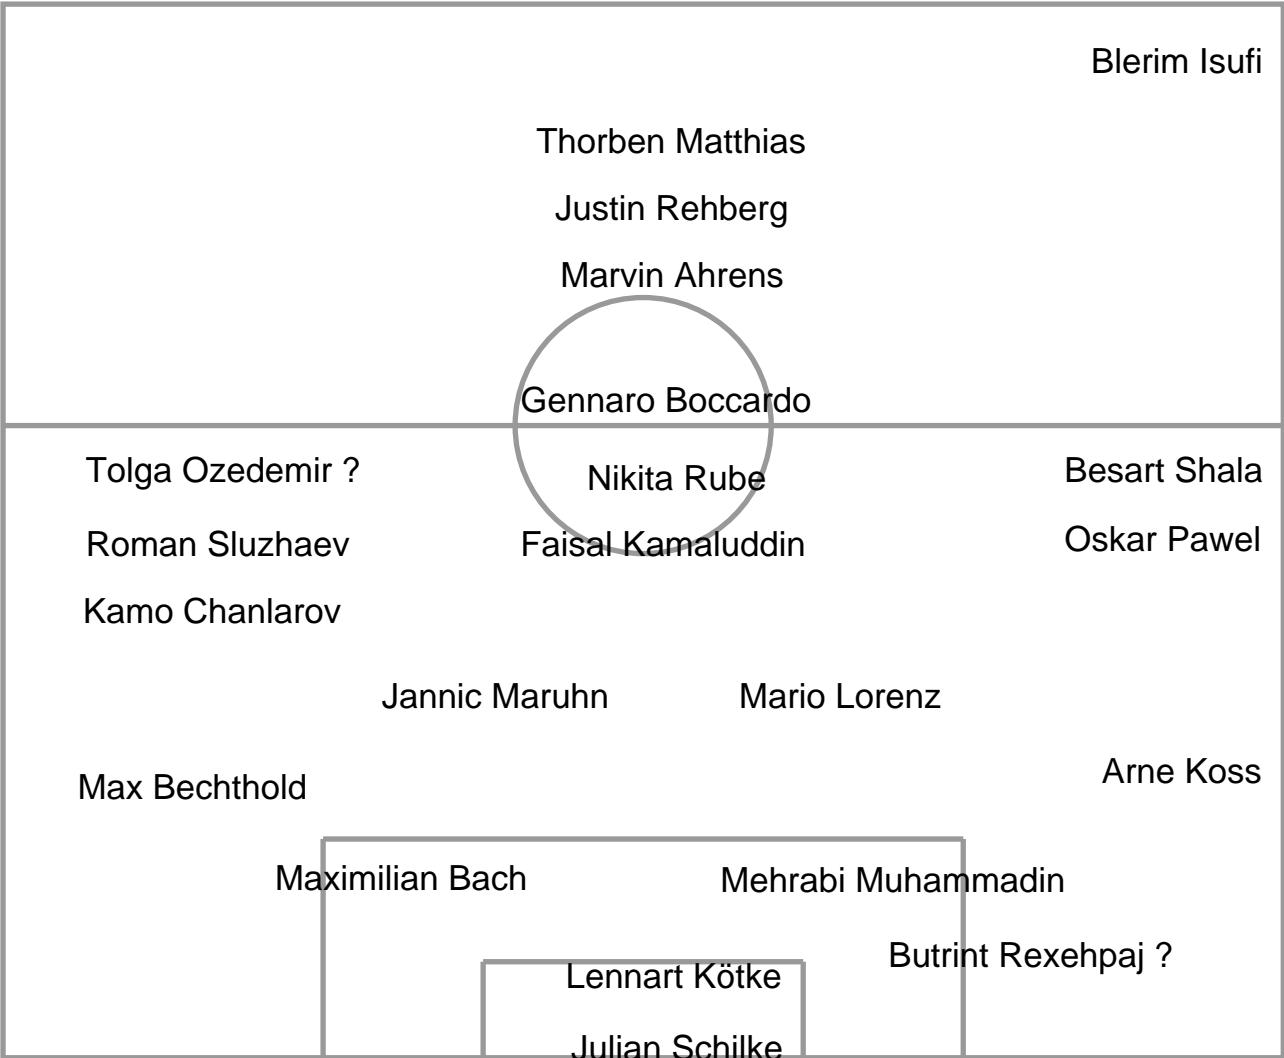 Blerim Isufi
Thorben Matthias
Justin Rehberg
Marvin Ahrens
Gennaro Boccardo
Tolga Ozedemir ?
Nikita Rube
Besart Shala
Roman Sluzhaev
Faisal Kamaluddin
Oskar Pawel
Kamo Chanlarov
Jannic Maruhn
Mario Lorenz
Max Bechthold
Arne Koss
Maximilian Bach
Mehrabi Muhammadin
Butrint Rexehpaj ?
Lennart Kötke
Julian Schilke